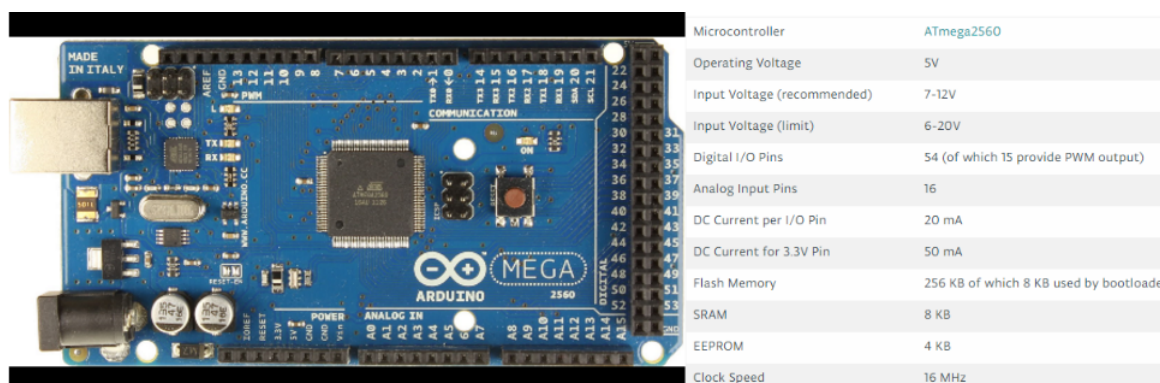 MADE
IN ITALY
AREF
GND
13
12
11
10
9
8
7
6
5
4
3
2
TX0→1
RX0←0
TX3 14
RX3 15
TX2 16
RX2 17
TX1 18
RX1 19
SDA 20
SCL 21
PWM
COMMUNICATION
L
TX
RX
ON
WWW.ARDUINO.CC
ICSP
ATMEGA2560
22
24
26
28
30 31
32 33
34 35
36 37
38 39
40 41
42 43
44 45
46 47
48 49
50 51
52 53
GND
DIGITAL
ARDUINO
MEGA
2560
RESET-EN
POWER
ANALOG IN
IOREF
RESET
3.3V
5V
GND
GND
Vin
A0
A1
A2
A3
A4
A5
6
A7
A8
A9
A10
A11
A12
A13
A14
A15
Microcontroller ATmega2560
Operating Voltage 5V
Input Voltage (recommended) 7-12V
Input Voltage (limit) 6-20V
Digital I/O Pins 54 (of which 15 provide PWM output)
Analog Input Pins 16
DC Current per I/O Pin 20 mA
DC Current for 3.3V Pin 50 mA
Flash Memory 256 KB of which 8 KB used by bootloade
SRAM 8 KB
EEPROM 4 KB
Clock Speed 16 MHz